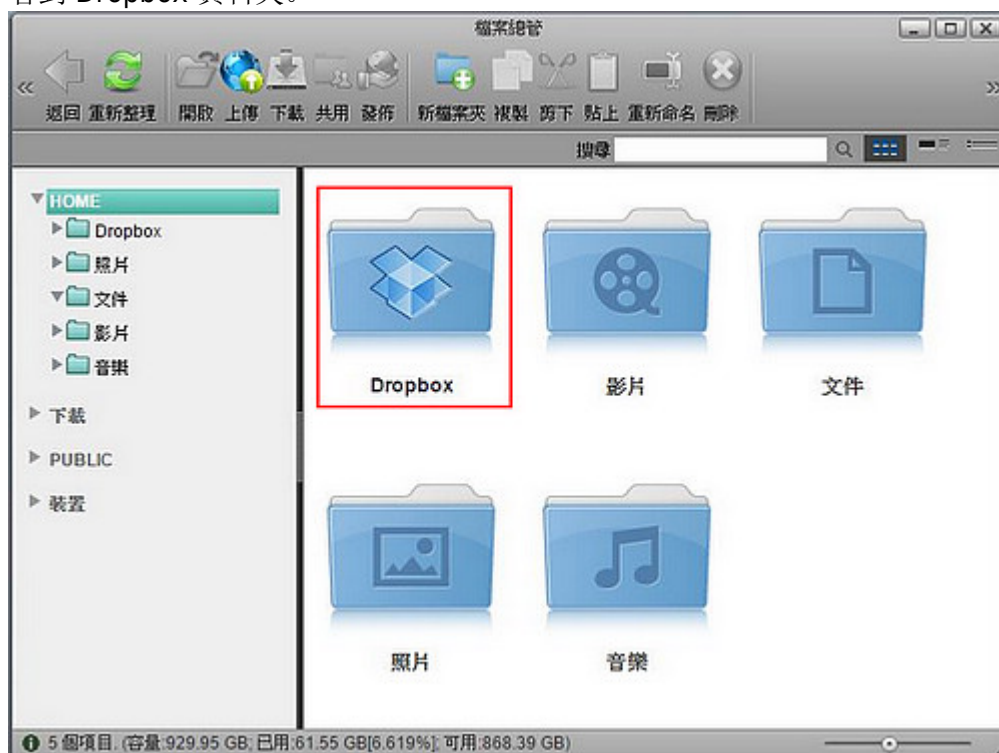 看到 Dropbox 資料夾。
檔案總管
返回 重新整理 開啟 上傳 下載 共用 發佈 新檔案夾 複製 剪下 貼上 重新命名 刪除
搜尋
HOME
Dropbox
照片
文件
影片
音樂
下載
PUBLIC
裝置
Dropbox 影片 文件
照片 音樂
5 個項目. (容量:929.95 GB; 已用:61.55 GB[6.619%]; 可用:868.39 GB)